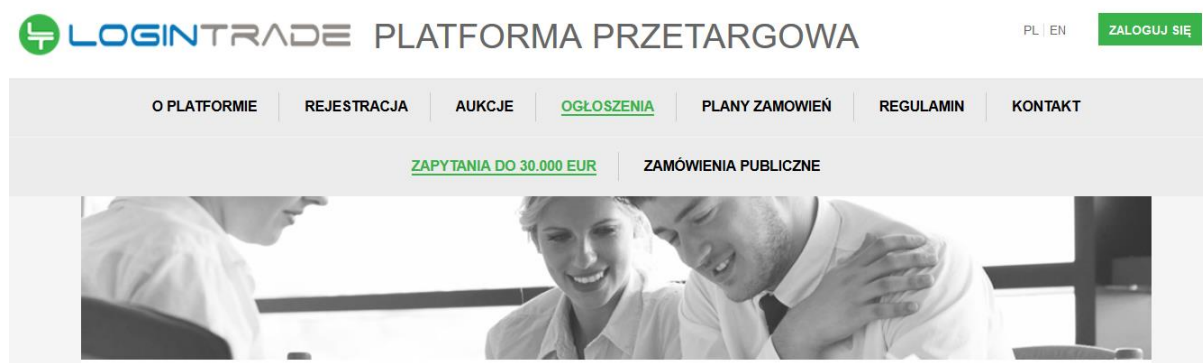 LOGINTRADE PLATFORMA PRZETARGOWA PL | EN ZALOGUJ SIĘ
O PLATFORMIE REJESTRACJA AUKCJE OGŁOSZENIA PLANY ZAMOWIEŃ REGULAMIN KONTAKT
ZAPYTANIA DO 30.000 EUR ZAMÓWIENIA PUBLICZNE